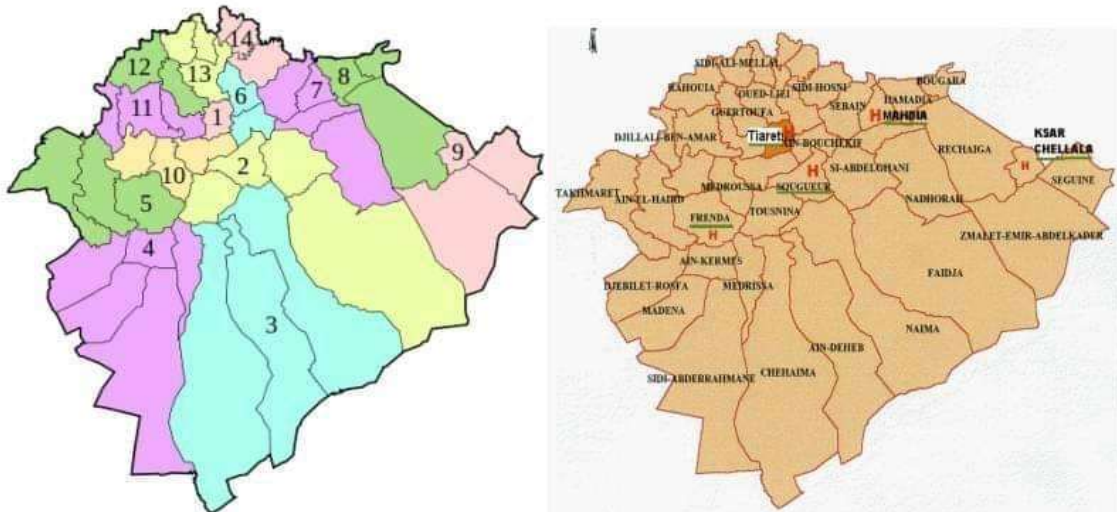 14
12
13
8
6
7
11
1
9
2
10
5
4
3
SIDI-ALI-MELLAL
BOUGARA
RAHOUIA
OUED-LILI
SIDI-HOSNI
HAMADIA
SEBAIN
GUERTOUFA
H MAHDIA
H
KSAR
CHELLALA
Tiaret
DJILLALI-BEN-AMAR
AIN-BOUCHEKIF
RECHAIGA
H
SI-ABDELGHANI
H
SEGUINE
TAKHMARET
AIN-EL-HADID
MEDROUSSA
SOUGUEUR
NADHORAH
TOUSNINA
FRENDA
H
ZMALET-EMIR-ABDELKADER
AIN-KERMES
FAIDJA
DJEBILET-ROSFA
MEDRISSA
MADENA
NAIMA
AIN-DEHEB
CHEHAIMA
SIDI-ABDERRAHMANE